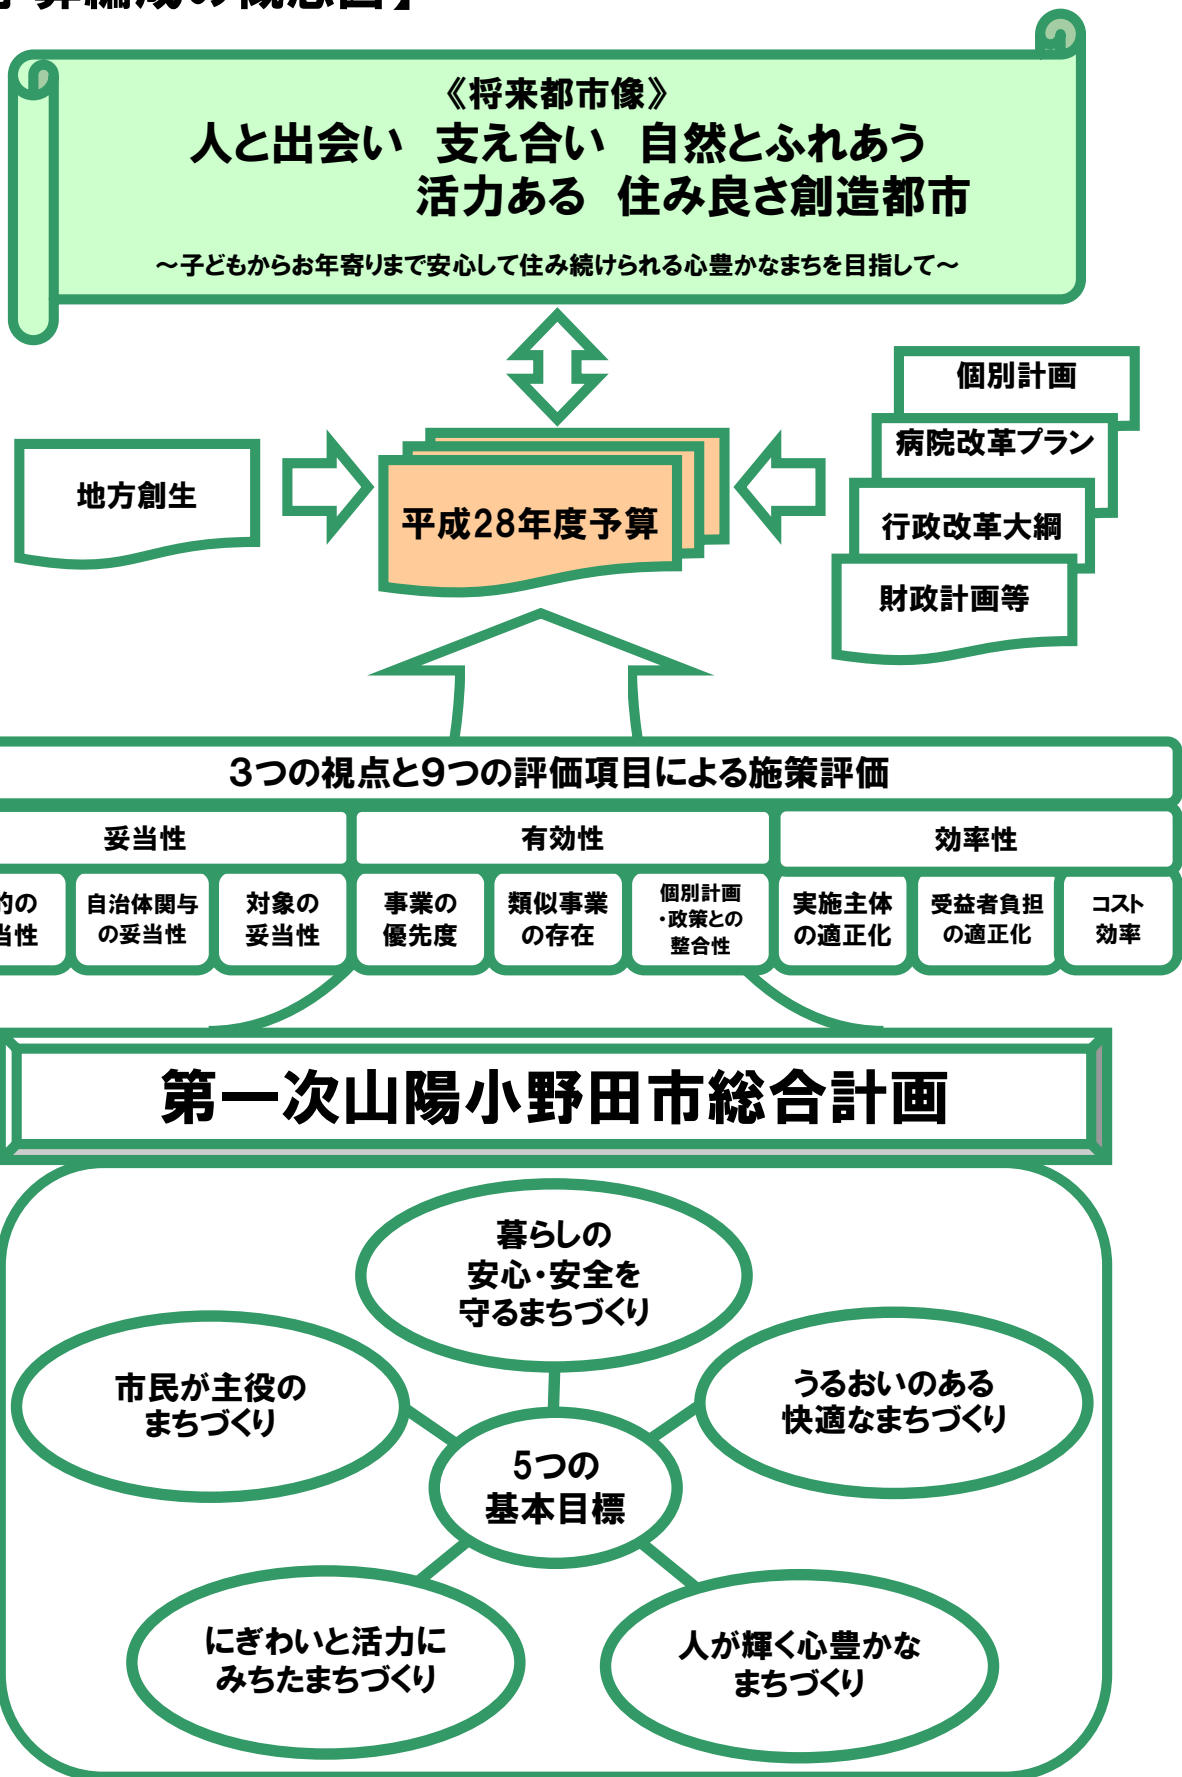 算編成の概念図】
《将来都市像》
人と出会い 支え合い 自然とふれあう
活力ある 住み良さ創造都市
～子どもからお年寄りまで安心して住み続けられる心豊かなまちを目指して～
個別計画
病院改革プラン
行政改革大綱
財政計画等
地方創生
平成28年度予算
3つの視点と9つの評価項目による施策評価
妥当性
有効性
効率性
的の
当性
自治体関与
の妥当性
対象の
妥当性
事業の
優先度
類似事業
の存在
個別計画
・政策との
整合性
実施主体
の適正化
受益者負担
の適正化
コスト
効率
第一次山陽小野田市総合計画
暮らしの
安心・安全を
守るまちづくり
市民が主役の
まちづくり
うるおいのある
快適なまちづくり
5つの
基本目標
にぎわいと活力に
みちたまちづくり
人が輝く心豊かな
まちづくり